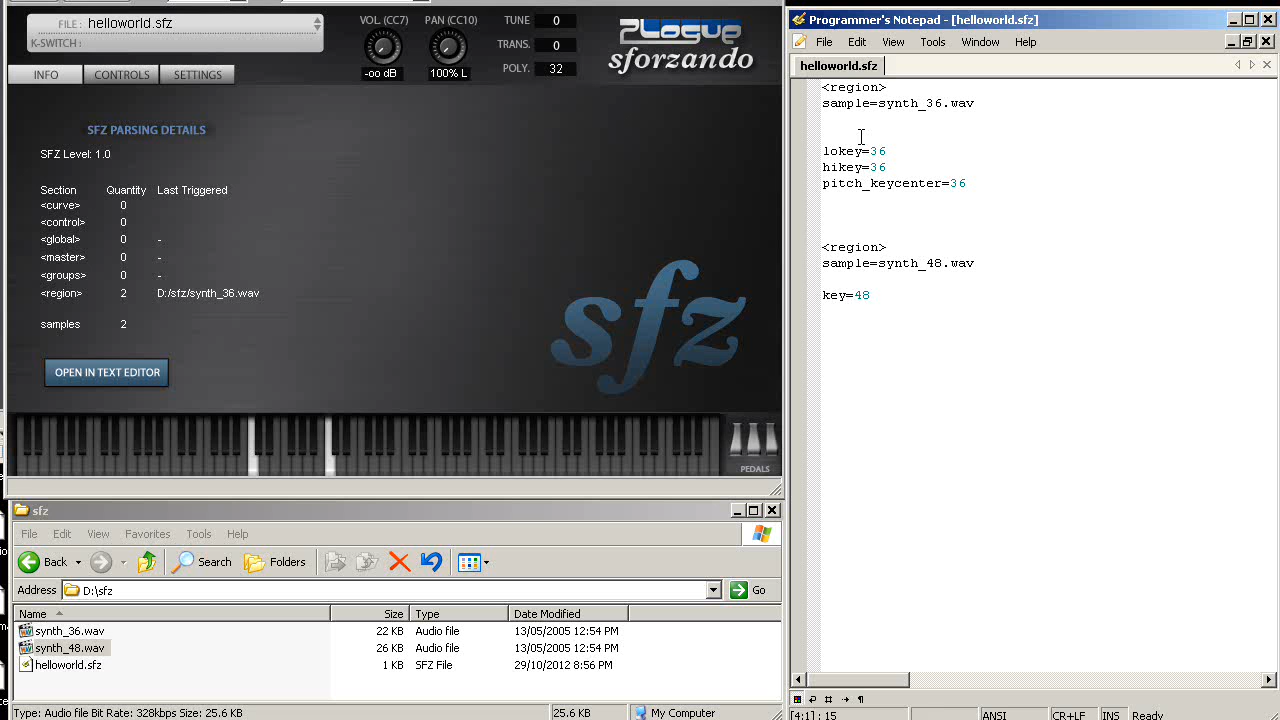 FILE : helloworld.sfz
K-SWITCH :
VOL. (CC7)
PAN (CC10)
-oo dB
100% L
TUNE 0
TRANS. 0
POLY. 32
PLOGUE
sforzando
INFO
CONTROLS
SETTINGS
SFZ PARSING DETAILS
SFZ Level: 1.0
Section Quantity Last Triggered
<curve> 0
<control> 0
<global> 0 -
<master> 0 -
<groups> 0 -
<region> 2 D:/sfz/synth_36.wav
samples 2
sfz
OPEN IN TEXT EDITOR
PEDALS
sfz
File Edit View Favorites Tools Help
Back Search Folders
Address D:\sfz Go
Name Size Type Date Modified
synth_36.wav 22 KB Audio file 13/05/2005 12:54 PM
synth_48.wav 26 KB Audio file 13/05/2005 12:54 PM
helloworld.sfz 1 KB SFZ File 29/10/2012 8:56 PM
Type: Audio file Bit Rate: 328kbps Size: 25.6 KB 25.6 KB My Computer
Programmer's Notepad - [helloworld.sfz]
File Edit View Tools Window Help
helloworld.sfz
<region>
sample=synth_36.wav
lokey=36
hikey=36
pitch_keycenter=36
<region>
sample=synth_48.wav
key=48
[4:1] : 15 ANSI CR+LF INS Ready